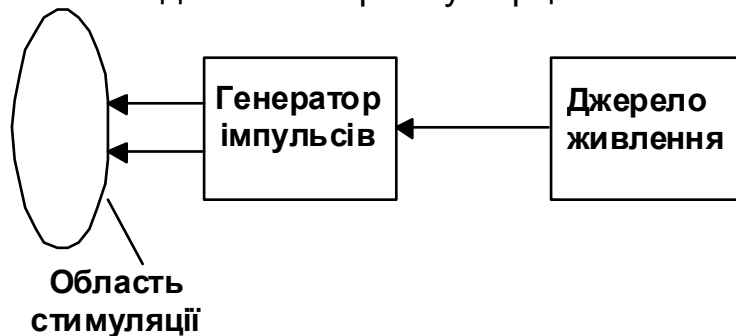 Генератор
імпульсів
Джерело
живлення
Область
стимуляції